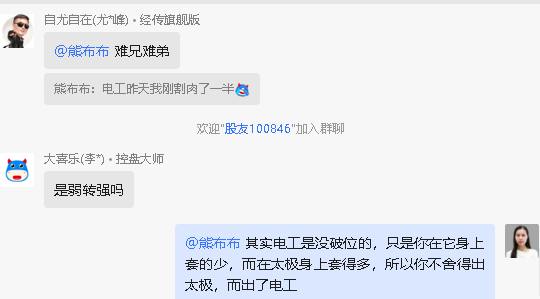 自尤自在(尤*峰) • 经传旗舰版
@熊布布 难兄难弟
熊布布：电工昨天我刚割肉了一半
欢迎"股友100846"加入群聊
大喜乐(李*) • 控盘大师
是弱转强吗
@熊布布 其实电工是没破位的，只是你在它身上
套的少，而在太极身上套得多，所以你不舍得出
太极，而出了电工